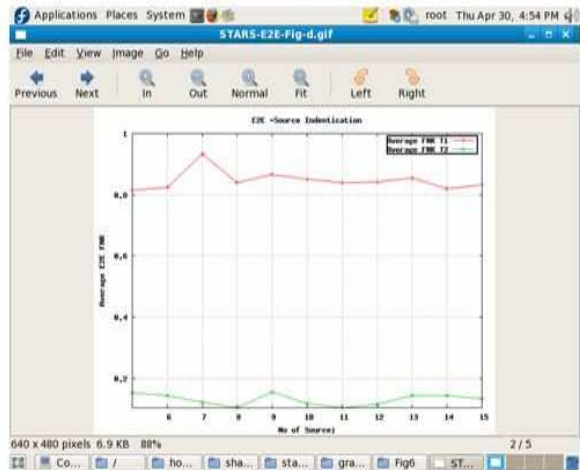 Applications Places System root Thu Apr 30, 4:54 PM
STARS-E2E-Fig-d.gif
File Edit View Image Go Help
Previous Next In Out Normal Fit Left Right
E2E -Source Indentication
Average FNR T1
Average FNR T2
1
0.8
0.6
0.4
0.2
Average E2E FNR
6 7 8 9 10 11 12 13 14 15
No of Source;
640 x 480 pixels 6.9 KB 88% 2 / 5
Co... / ho... sha... sta... gra... Fig6 ST...